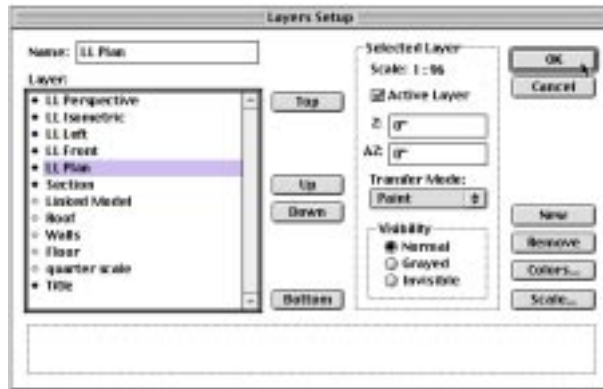 Layers Setup
Name: LL Plan
Layer:
LL Perspective
LL Isometric
LL Left
LL Front
LL Plan
Section
Linked Model
Roof
Walls
Floor
quarter scale
Title
Top
Up
Down
Bottom
Selected Layer
Scale: 1:96
Active Layer
Z: 0"
ΔZ: 0"
Transfer Mode:
Paint
Visibility
Normal
Grayed
Invisible
OK
Cancel
New
Remove
Colors...
Scale...